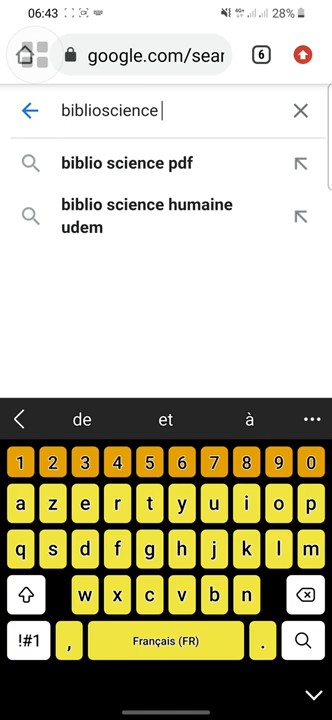 06:43 28%
google.com/sear 6
biblioscience
biblio science pdf
biblio science humaine
udem
de et à
1 2 3 4 5 6 7 8 9 0
a z e r t y u i o p
q s d f g h j k l m
w x c v b n
!#1 , Français (FR) .